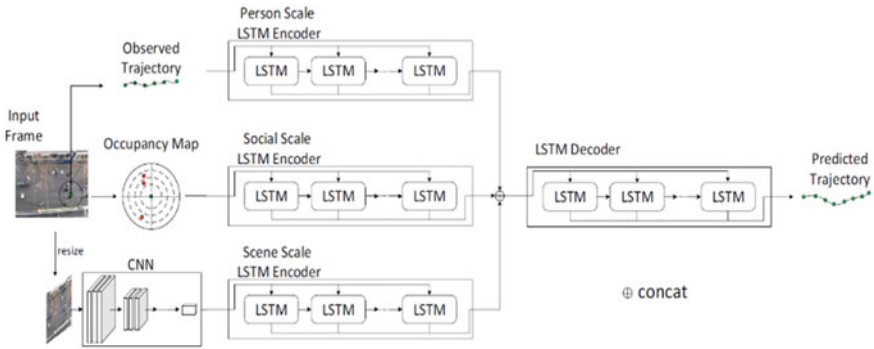 Person Scale
LSTM Encoder
Observed
Trajectory
LSTM
LSTM
LSTM
Input
Frame
Occupancy Map
Social Scale
LSTM Encoder
LSTM
LSTM
LSTM
LSTM Decoder
LSTM
LSTM
LSTM
Predicted
Trajectory
resize
CNN
Scene Scale
LSTM Encoder
LSTM
LSTM
LSTM
⊕ concat